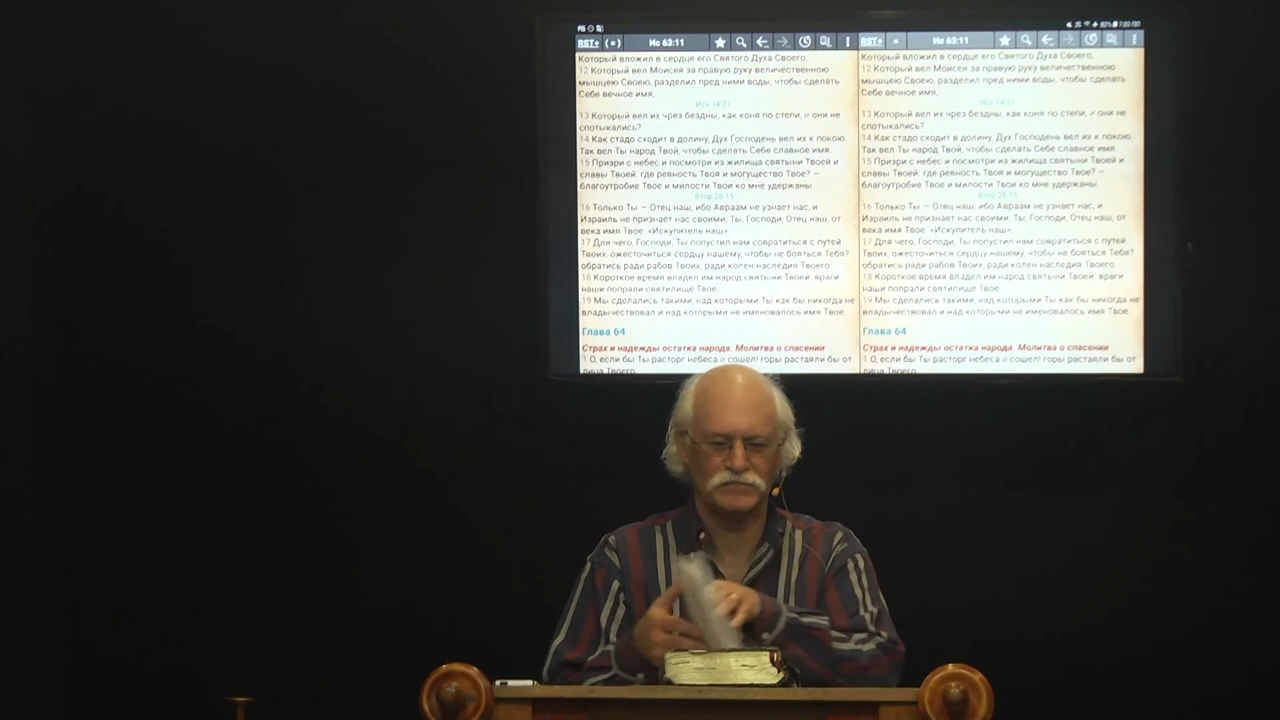 RST+ (=) Ис 63:11
Который вложил в сердце его Святого Духа Своего,
12 Который вел Моисея за правую руку величественною
мышцею Своею, разделил пред ними воды, чтобы сделать
Себе вечное имя,
Исх 14:21
13 Который вел их чрез бездны, как коня по степи, и они не
спотыкались?
14 Как стадо сходит в долину, Дух Господень вел их к покою.
Так вел Ты народ Твой, чтобы сделать Себе славное имя.
15 Призри с небес и посмотри из жилища святыни Твоей и
славы Твоей: где ревность Твоя и могущество Твое? —
благоутробие Твое и милости Твои ко мне удержаны.
Втор 26:15
16 Только Ты — Отец наш; ибо Авраам не узнает нас, и
Израиль не признает нас своими; Ты, Господи, Отец наш, от
века имя Твое: «Искупитель наш».
17 Для чего, Господи, Ты попустил нам совратиться с путей
Твоих, ожесточиться сердцу нашему, чтобы не бояться Тебя?
обратись ради рабов Твоих, ради колен наследия Твоего.
18 Короткое время владел им народ святыни Твоей: враги
наши попрали святилище Твое.
19 Мы сделались такими, над которыми Ты как бы никогда не
владычествовал и над которыми не именовалось имя Твое.
Глава 64
Страх и надежды остатка народа. Молитва о спасении
1 О, если бы Ты расторг небеса и сошел! горы растаяли бы от
лица Твоего
RST+ Ис 63:11
Который вложил в сердце его Святого Духа Своего,
12 Который вел Моисея за правую руку величественною
мышцею Своею, разделил пред ними воды, чтобы сделать
Себе вечное имя,
Исх 14:21
13 Который вел их чрез бездны, как коня по степи, и они не
спотыкались?
14 Как стадо сходит в долину, Дух Господень вел их к покою.
Так вел Ты народ Твой, чтобы сделать Себе славное имя.
15 Призри с небес и посмотри из жилища святыни Твоей и
славы Твоей: где ревность Твоя и могущество Твое? —
благоутробие Твое и милости Твои ко мне удержаны.
Втор 26:15
16 Только Ты — Отец наш; ибо Авраам не узнает нас, и
Израиль не признает нас своими; Ты, Господи, Отец наш, от
века имя Твое: «Искупитель наш».
17 Для чего, Господи, Ты попустил нам совратиться с путей
Твоих, ожесточиться сердцу нашему, чтобы не бояться Тебя?
обратись ради рабов Твоих, ради колен наследия Твоего.
18 Короткое время владел им народ святыни Твоей: враги
наши попрали святилище Твое.
19 Мы сделались такими, над которыми Ты как бы никогда не
владычествовал и над которыми не именовалось имя Твое.
Глава 64
Страх и надежды остатка народа. Молитва о спасении
1 О, если бы Ты расторг небеса и сошел! горы растаяли бы от
лица Твоего